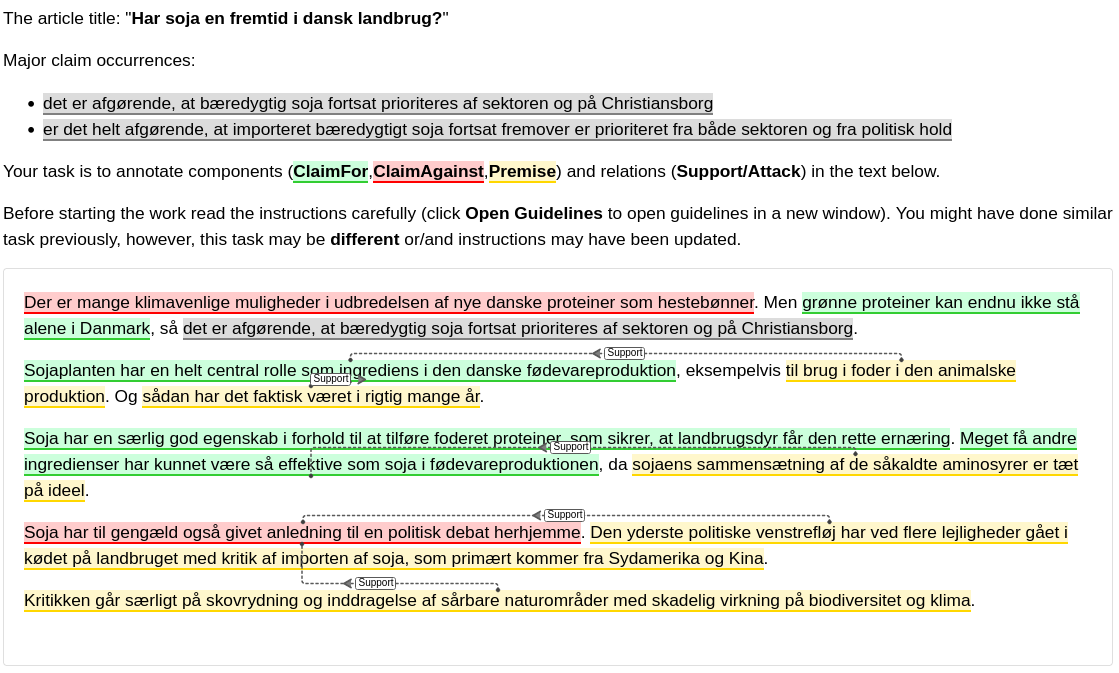 The article title: "Har soja en fremtid i dansk landbrug?"
Major claim occurrences:
det er afgørende, at bæredygtig soja fortsat prioriteres af sektoren og på Christiansborg
er det helt afgørende, at importeret bæredygtigt soja fortsat fremover er prioriteret fra både sektoren og fra politisk hold
Your task is to annotate components (ClaimFor,ClaimAgainst,Premise) and relations (Support/Attack) in the text below.
Before starting the work read the instructions carefully (click Open Guidelines to open guidelines in a new window). You might have done similar
task previously, however, this task may be different or/and instructions may have been updated.
Der er mange klimavenlige muligheder i udbredelsen af nye danske proteiner som hestebønner. Men grønne proteiner kan endnu ikke stå
alene i Danmark, så det er afgørende, at bæredygtig soja fortsat prioriteres af sektoren og på Christiansborg.
Support
Sojaplanten har en helt central rolle som ingrediens i den danske fødevareproduktion, eksempelvis til brug i foder i den animalske
Support
produktion. Og sådan har det faktisk været i rigtig mange år.
Soja har en særlig god egenskab i forhold til at tilføre foderet proteiner, som sikrer, at landbrugsdyr får den rette ernæring. Meget få andre
Support
ingredienser har kunnet være så effektive som soja i fødevareproduktionen, da sojaens sammensætning af de såkaldte aminosyrer er tæt
på ideel.
Support
Soja har til gengæld også givet anledning til en politisk debat herhjemme. Den yderste politiske venstrefløj har ved flere lejligheder gået i
kødet på landbruget med kritik af importen af soja, som primært kommer fra Sydamerika og Kina.
Support
Kritikken går særligt på skovrydning og inddragelse af sårbare naturområder med skadelig virkning på biodiversitet og klima.